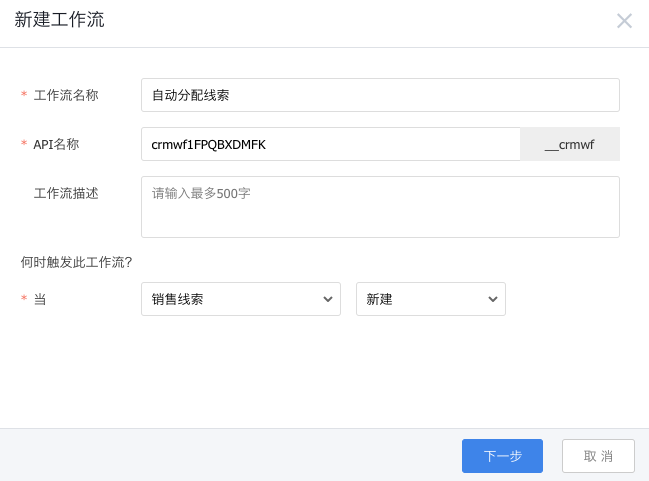 新建工作流
* 工作流名称 自动分配线索
* API名称 crmwf1FPQBXDMFK __crmwf
工作流描述 请输入最多500字
何时触发此工作流?
* 当 销售线索 新建
下一步 取 消